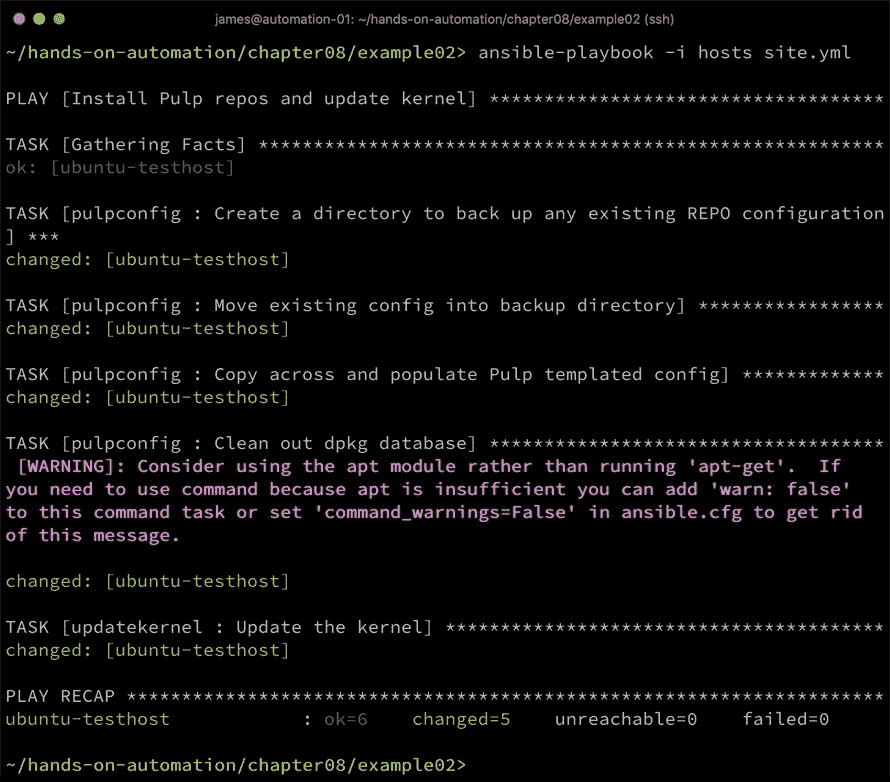 james@automation-01: ~/hands-on-automation/chapter08/example02 (ssh)
~/hands-on-automation/chapter08/example02> ansible-playbook -i hosts site.yml
PLAY [Install Pulp repos and update kernel] ************************************
TASK [Gathering Facts] *********************************************************
ok: [ubuntu-testhost]
TASK [pulpconfig : Create a directory to back up any existing REPO configuration
] ***
changed: [ubuntu-testhost]
TASK [pulpconfig : Move existing config into backup directory] *****************
changed: [ubuntu-testhost]
TASK [pulpconfig : Copy across and populate Pulp templated config] *************
changed: [ubuntu-testhost]
TASK [pulpconfig : Clean out dpkg database] ************************************
[WARNING]: Consider using the apt module rather than running 'apt-get'.  If
you need to use command because apt is insufficient you can add 'warn: false'
to this command task or set 'command_warnings=False' in ansible.cfg to get rid
of this message.
changed: [ubuntu-testhost]
TASK [updatekernel : Update the kernel] ****************************************
changed: [ubuntu-testhost]
PLAY RECAP *********************************************************************
ubuntu-testhost            : ok=6    changed=5    unreachable=0    failed=0
~/hands-on-automation/chapter08/example02>